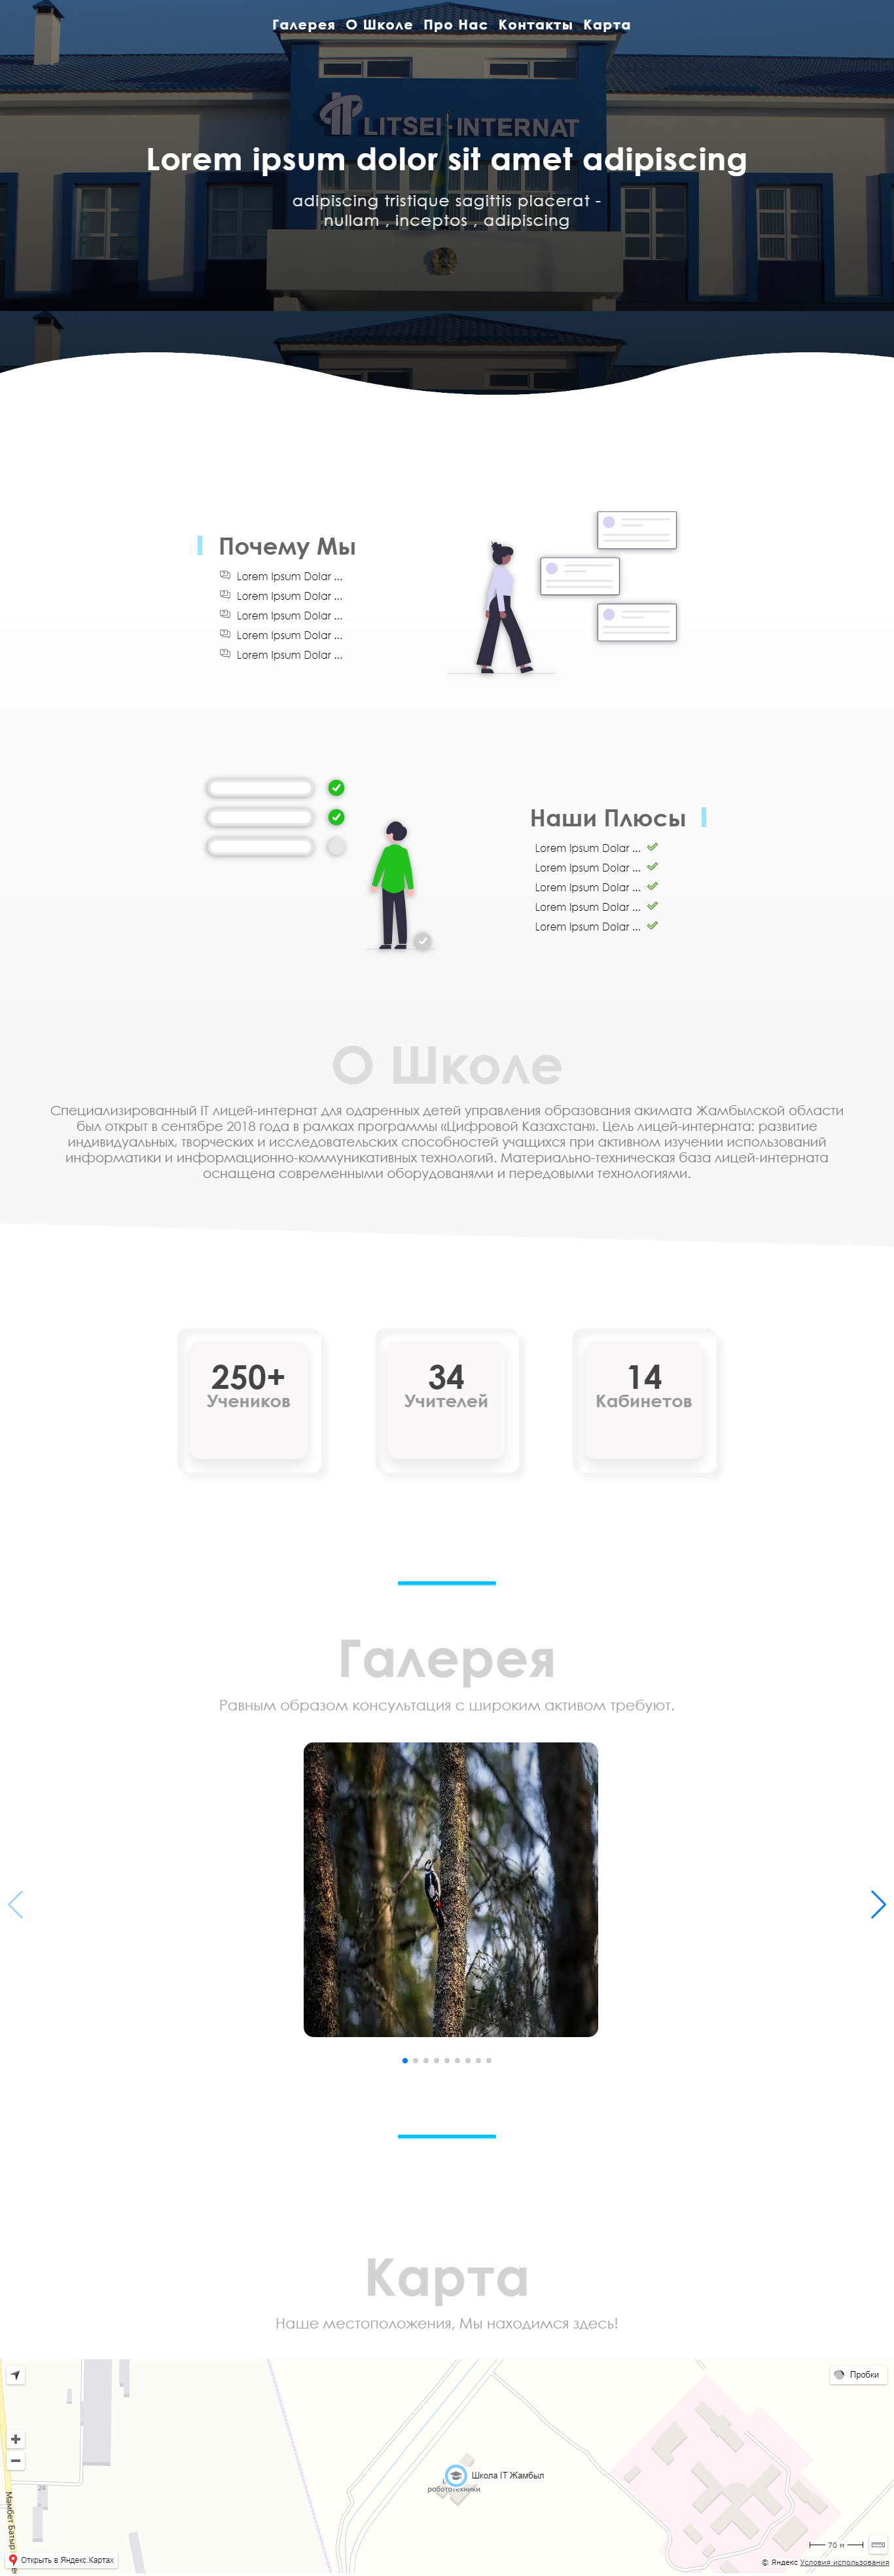 Галерея О Школе Про Нас Контакты Карта
LITSEI-INTERNAT
Lorem ipsum dolor sit amet adipiscing
adipiscing tristique sagittis placerat -
nullam , inceptos , adipiscing
Почему Мы
Lorem Ipsum Dolar ...
Lorem Ipsum Dolar ...
Lorem Ipsum Dolar ...
Lorem Ipsum Dolar ...
Lorem Ipsum Dolar ...
Наши Плюсы
Lorem Ipsum Dolar ...
Lorem Ipsum Dolar ...
Lorem Ipsum Dolar ...
Lorem Ipsum Dolar ...
Lorem Ipsum Dolar ...
О Школе
Специализированный IT лицей-интернат для одаренных детей управления образования акимата Жамбылской области
был открыт в сентябре 2018 года в рамках программы «Цифровой Казахстан». Цель лицей-интерната: развитие
индивидуальных, творческих и исследовательских способностей учащихся при активном изучении использований
информатики и информационно-коммуникативных технологий. Материально-техническая база лицей-интерната
оснащена современными оборудованями и передовыми технологиями.
250+
Учеников
34
Учителей
14
Кабинетов
Галерея
Равным образом консультация с широким активом требуют.
Карта
Наше местоположения, Мы находимся здесь!
Пробки
Школа IT Жамбыл
робототехники
24
Мамбет Батыр
70 м
Открыть в Яндекс.Картах
© Яндекс Условия использования